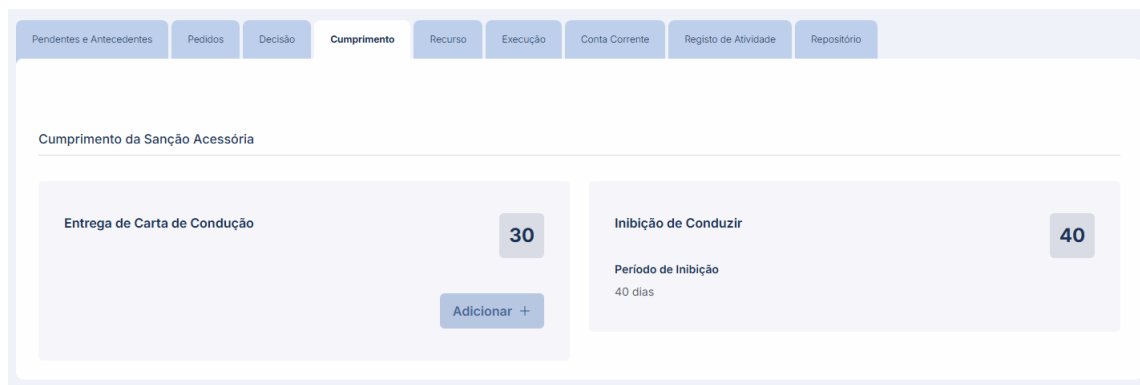 Pendentes e Antecedentes
Pedidos
Decisão
Cumprimento
Recurso
Execução
Conta Corrente
Registo de Atividade
Repositório
Cumprimento da Sanção Acessória
Entrega de Carta de Condução
30
Adicionar +
Inibição de Conduzir
40
Período de Inibição
40 dias